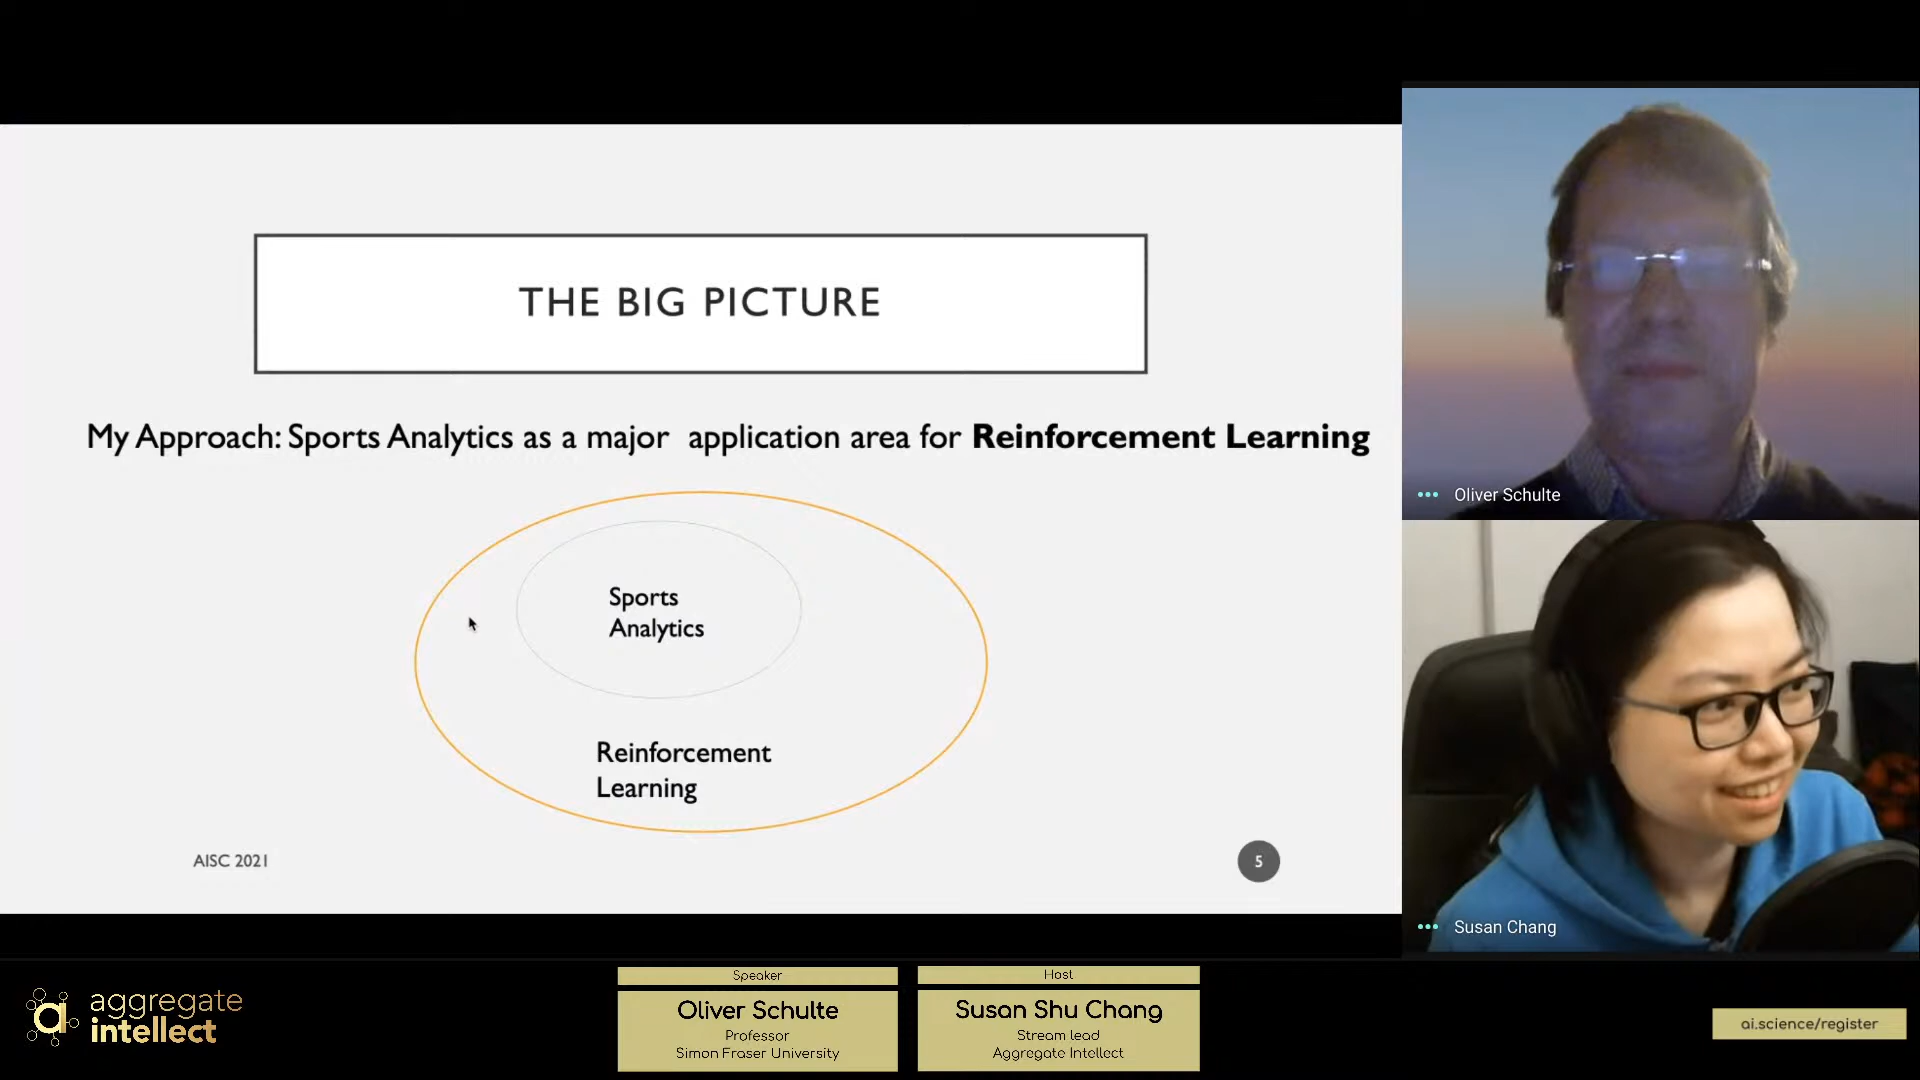 THE BIG PICTURE
My Approach: Sports Analytics as a major application area for Reinforcement Learning
Sports
Analytics
Reinforcement
Learning
AISC 2021
5
Oliver Schulte
Susan Chang
aggregate
intellect
Speaker
Oliver Schulte
Professor
Simon Fraser University
Host
Susan Shu Chang
Stream lead
Aggregate Intellect
ai.science/register